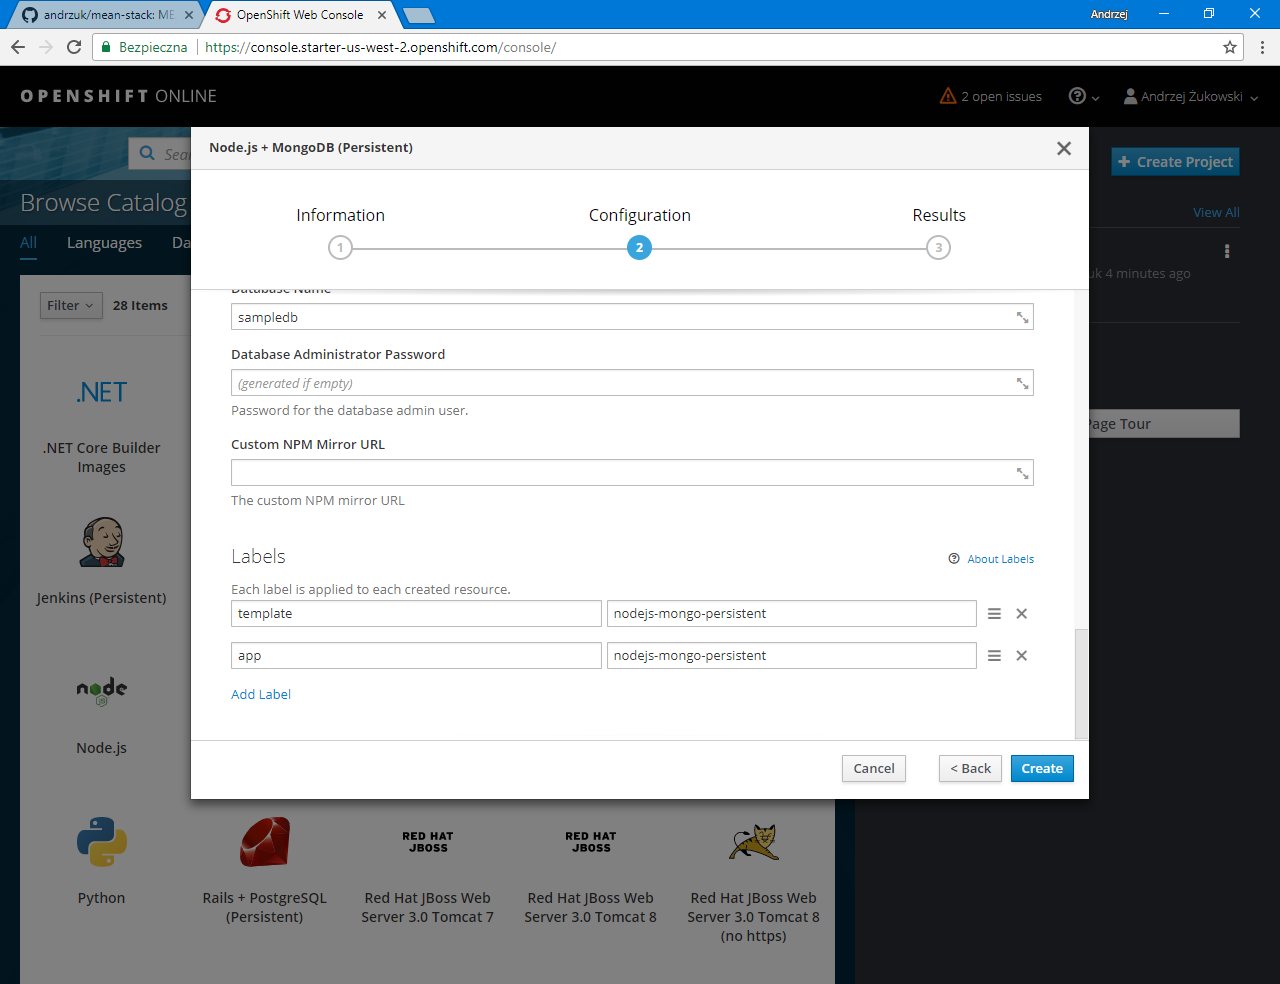 andrzuk/mean-stack: ME
OpenShift Web Console
Andrzej
Bezpieczna
https://console.starter-us-west-2.openshift.com/console/
OPENSHIFT ONLINE
2 open issues
Andrzej Żukowski
Node.js + MongoDB (Persistent)
Sea
Create Project
Browse Catalog
Information
Configuration
Results
View All
All
Languages
Da
1
2
3
uk 4 minutes ago
Filter
28 Items
Database Name
sampledb
Database Administrator Password
(generated if empty)
Password for the database admin user.
Page Tour
Custom NPM Mirror URL
The custom NPM mirror URL
.NET
.NET Core Builder
Images
Labels
About Labels
Each label is applied to each created resource.
template
nodejs-mongo-persistent
app
nodejs-mongo-persistent
Add Label
Jenkins (Persistent)
node
JS
Node.js
Cancel
< Back
Create
RED HAT
JBOSS
RED HAT
JBOSS
Python
Rails + PostgreSQL
(Persistent)
Red Hat JBoss Web
Server 3.0 Tomcat 7
Red Hat JBoss Web
Server 3.0 Tomcat 8
Red Hat JBoss Web
Server 3.0 Tomcat 8
(no https)